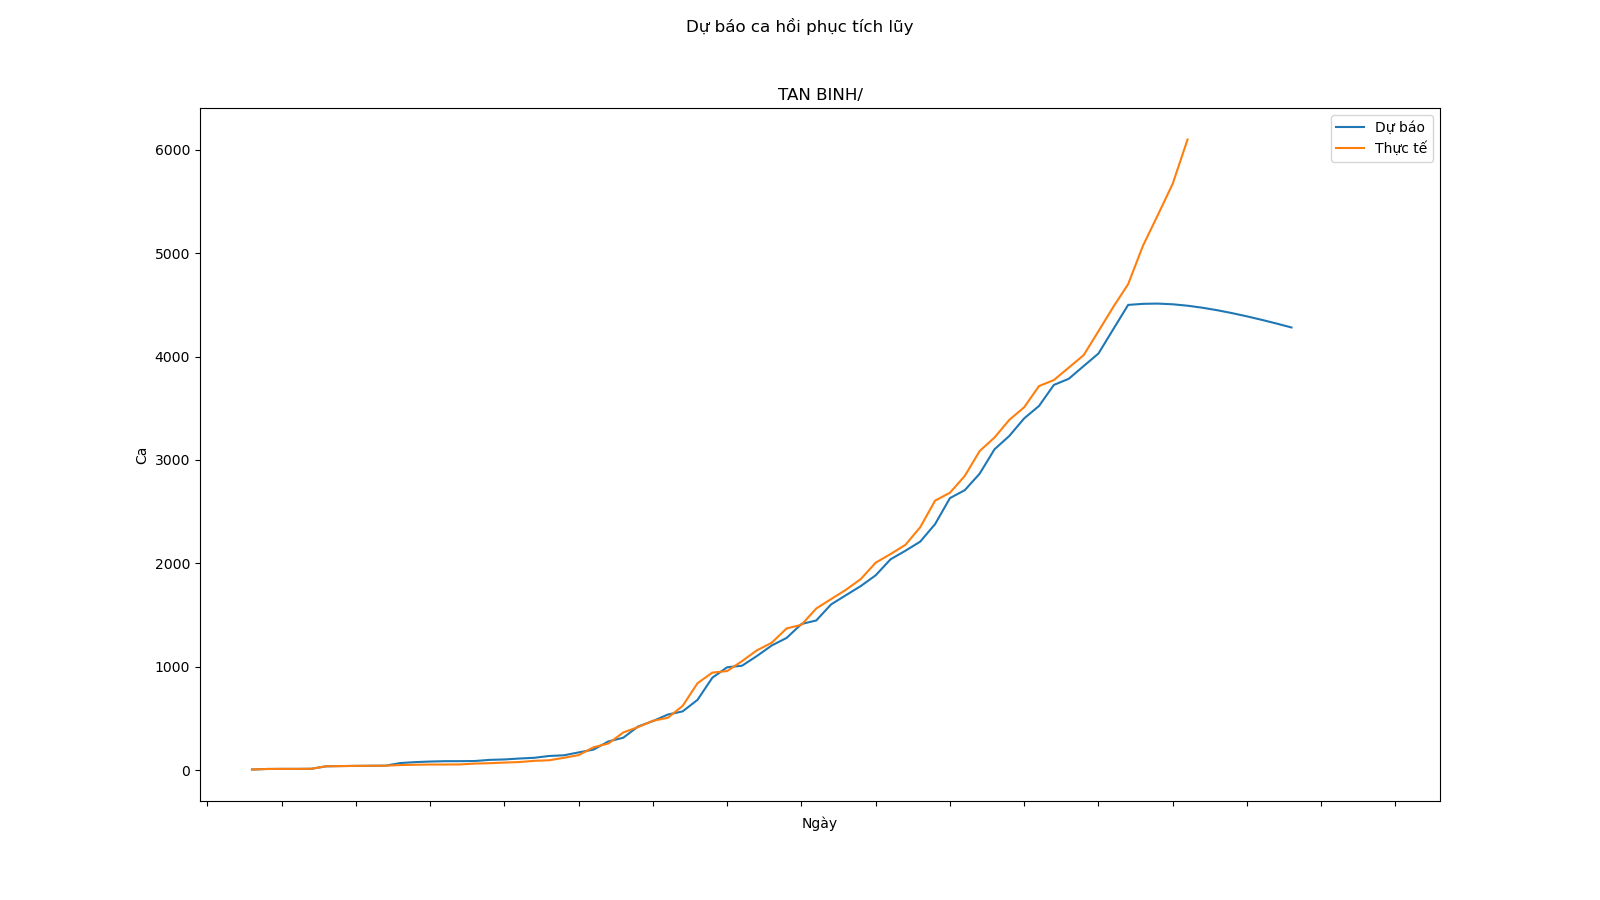 Dự báo ca hồi phục tích lũy
TAN BINH/
Dự báo
Thực tế
6000
5000
4000
3000
2000
1000
0
Ca
Ngày